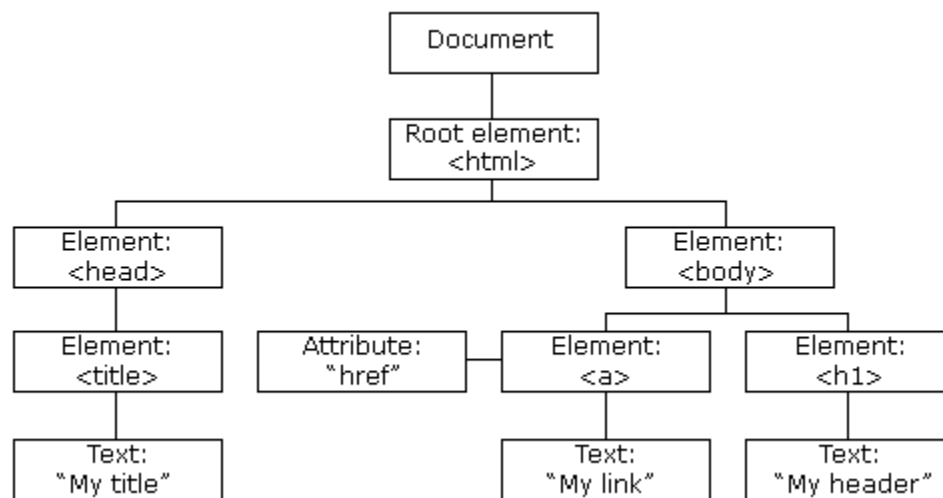 Document
Root element:
<html>
Element:
<head>
Element:
<body>
Element:
<title>
Attribute:
“href”
Element:
<a>
Element:
<h1>
Text:
“My title”
Text:
“My link”
Text:
“My header”